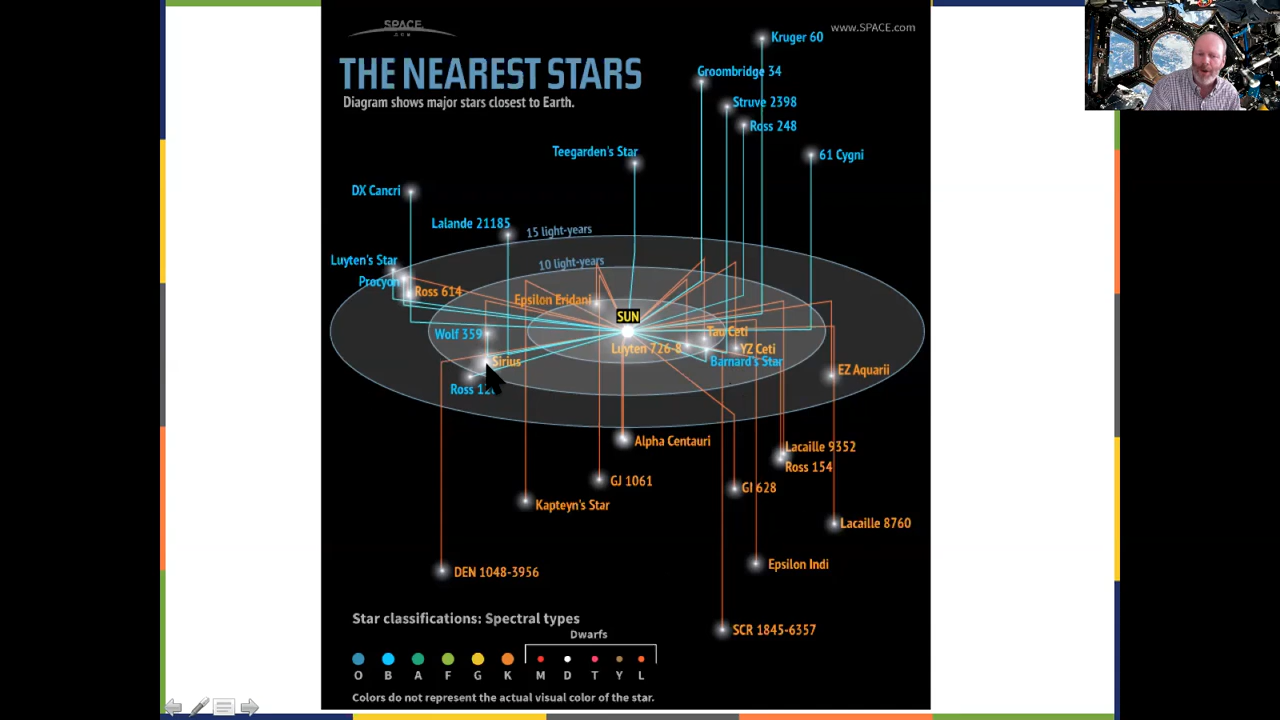 SPACE
.com
www.SPACE.com
Kruger 60
THE NEAREST STARS
Groombridge 34
Diagram shows major stars closest to Earth.
Struve 2398
Ross 248
Teegarden's Star
61 Cygni
DX Cancri
Lalande 21185
15 light-years
Luyten's Star
10 light-years
Procyon
Ross 614
Epsilon Eridani
SUN
Wolf 359
Tau Ceti
Luyten 726-8
YZ Ceti
Sirius
Barnard's Star
EZ Aquarii
Ross
Alpha Centauri
Lacaille 9352
Ross 154
GJ 1061
GI 628
Kapteyn's Star
Lacaille 8760
Epsilon Indi
DEN 1048-3956
Star classifications: Spectral types
SCR 1845-6357
Dwarfs
O B A F G K M D T Y L
Colors do not represent the actual visual color of the star.